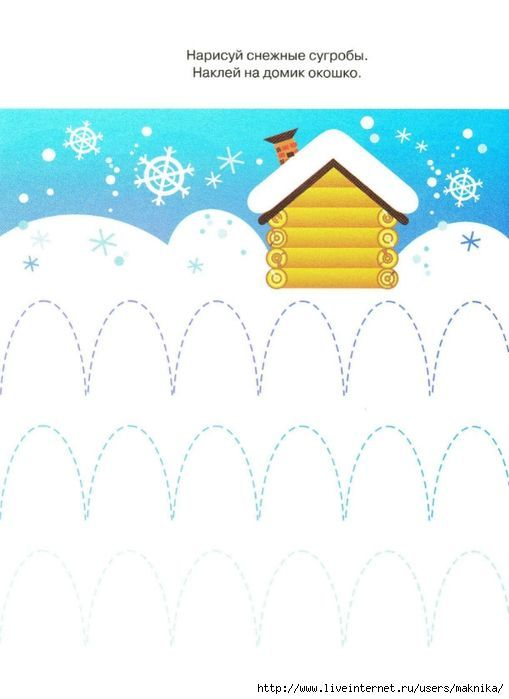 Нарисуй снежные сугробы.
Наклей на домик окошко.
http://www.liveinternet.ru/users/maknika/